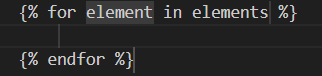 {% for element in elements %}
{% endfor %}